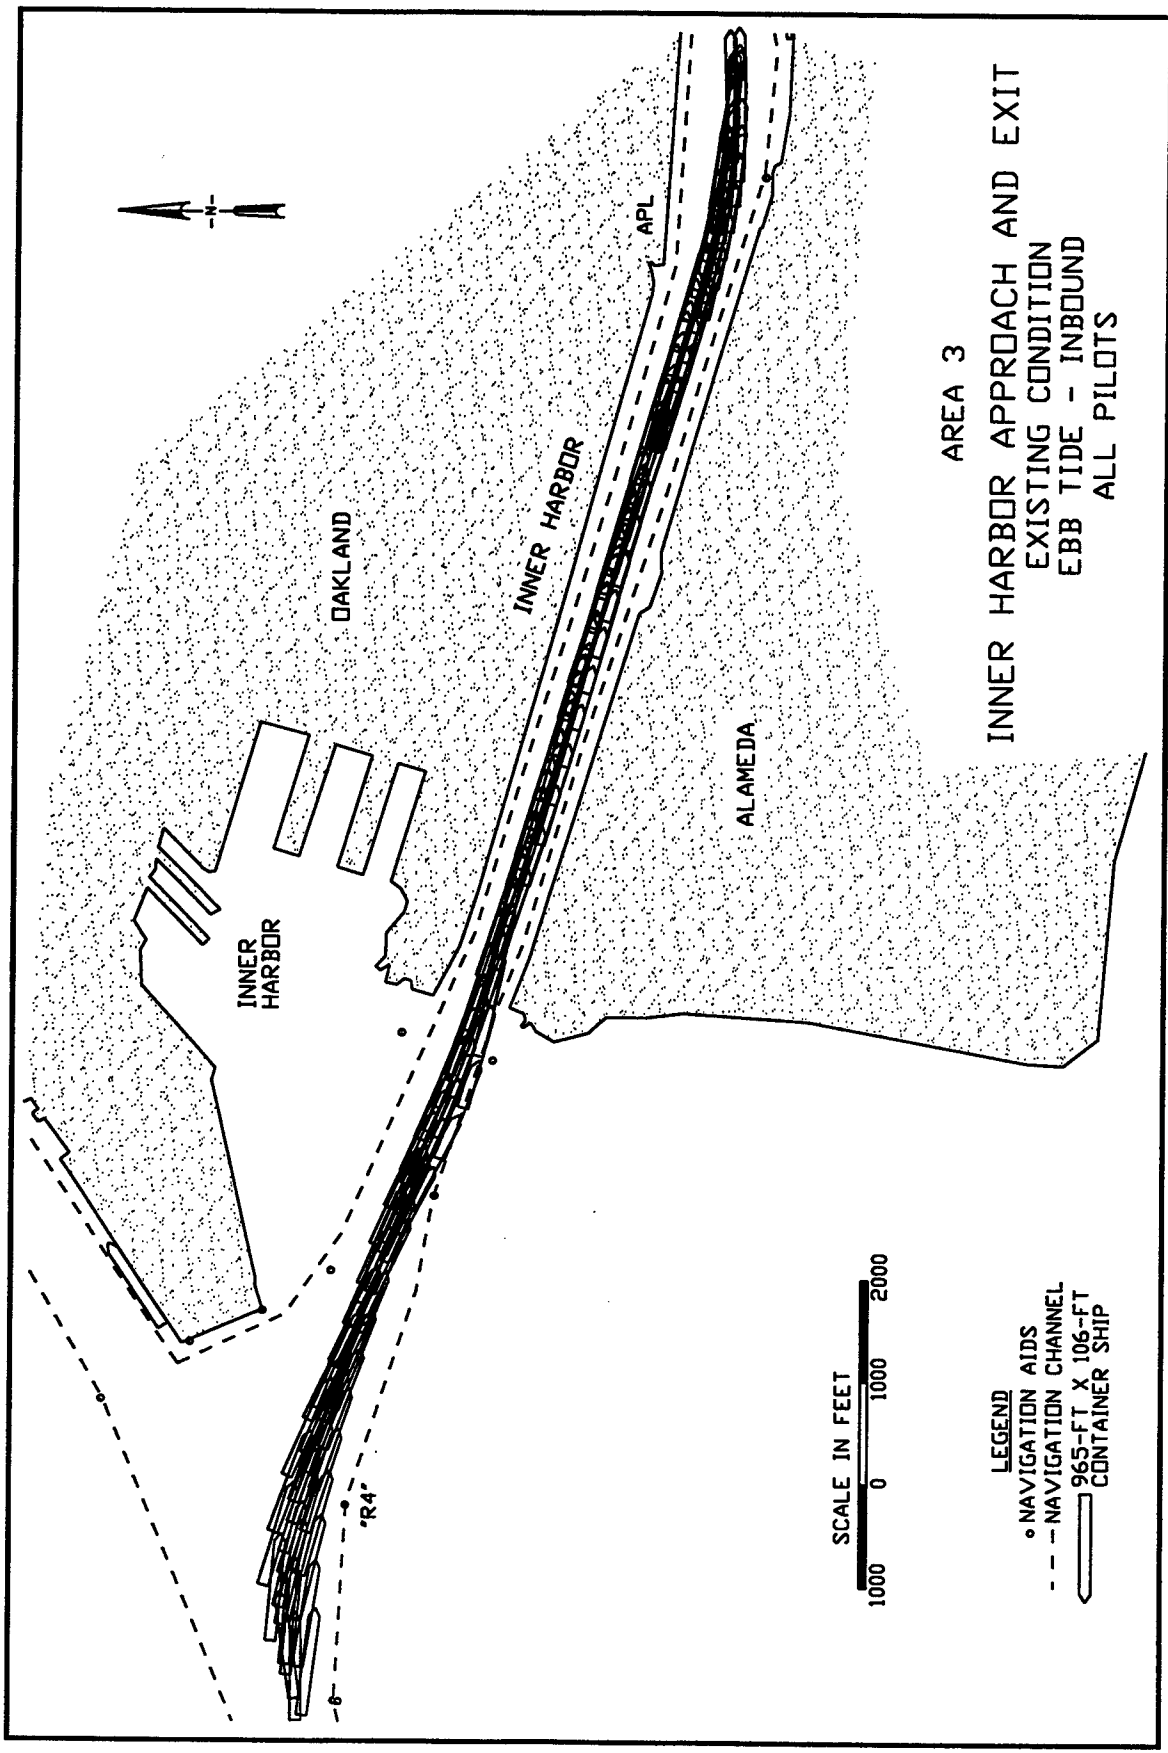 -N-
APL
OAKLAND
INNER HARBOR
INNER
HARBOR
ALAMEDA
"R4"
AREA 3
INNER HARBOR APPROACH AND EXIT
EXISTING CONDITION
EBB TIDE - INBOUND
ALL PILOTS
SCALE IN FEET
1000 0 1000 2000
LEGEND
NAVIGATION AIDS
NAVIGATION CHANNEL
965-FT X 106-FT
CONTAINER SHIP